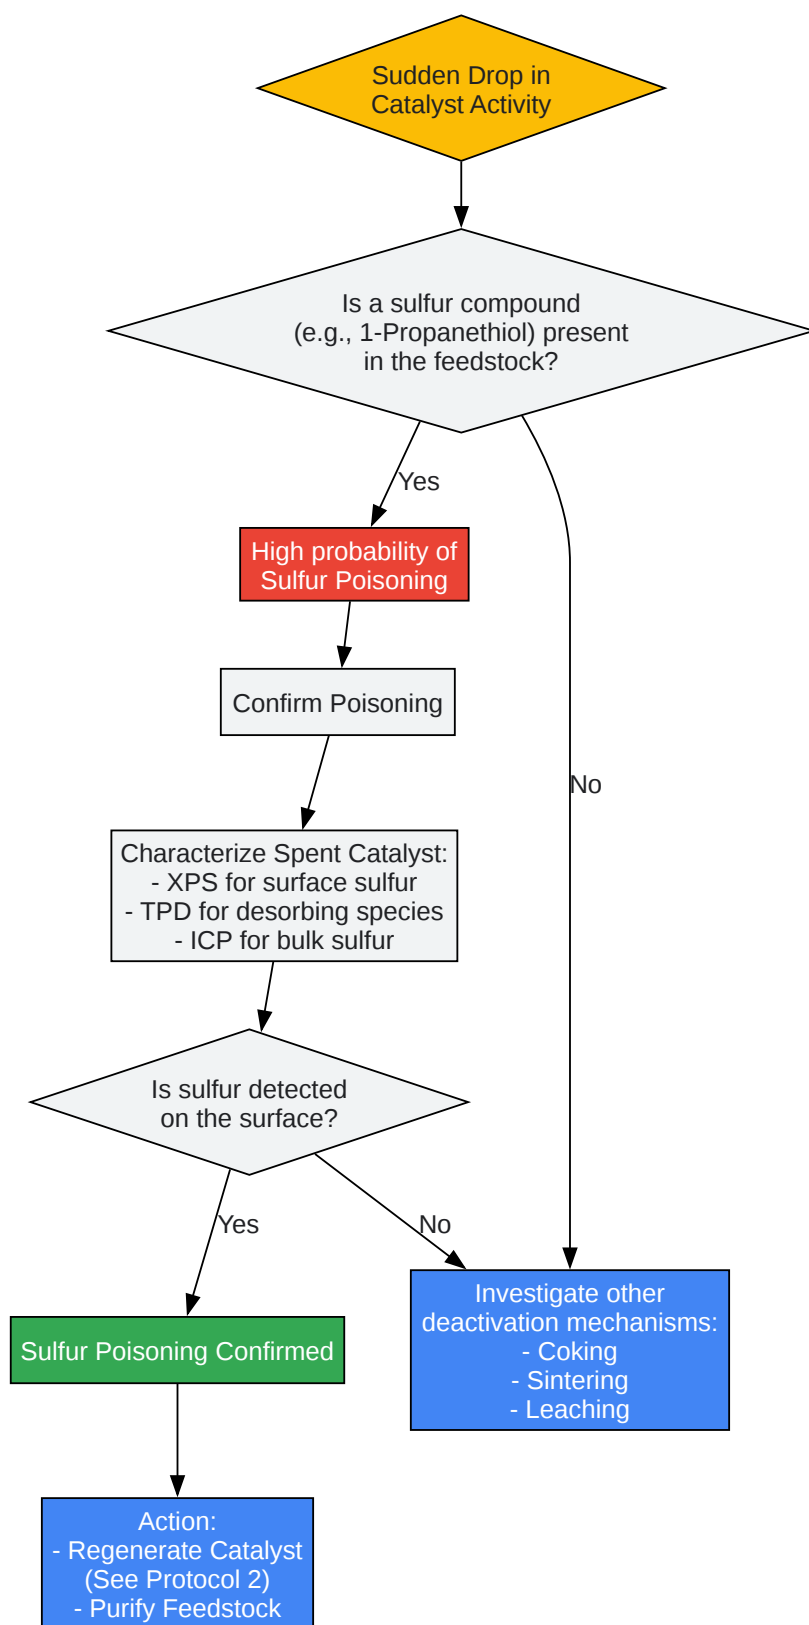 Sudden Drop in
Catalyst Activity
Is a sulfur compound
(e.g., 1-Propanethiol) present
in the feedstock?
Yes
High probability of
Sulfur Poisoning
Confirm Poisoning
No
Characterize Spent Catalyst:
- XPS for surface sulfur
- TPD for desorbing species
- ICP for bulk sulfur
Is sulfur detected
on the surface?
Yes
No
Investigate other
deactivation mechanisms:
- Coking
- Sintering
- Leaching
Sulfur Poisoning Confirmed
Action:
- Regenerate Catalyst
(See Protocol 2)
- Purify Feedstock